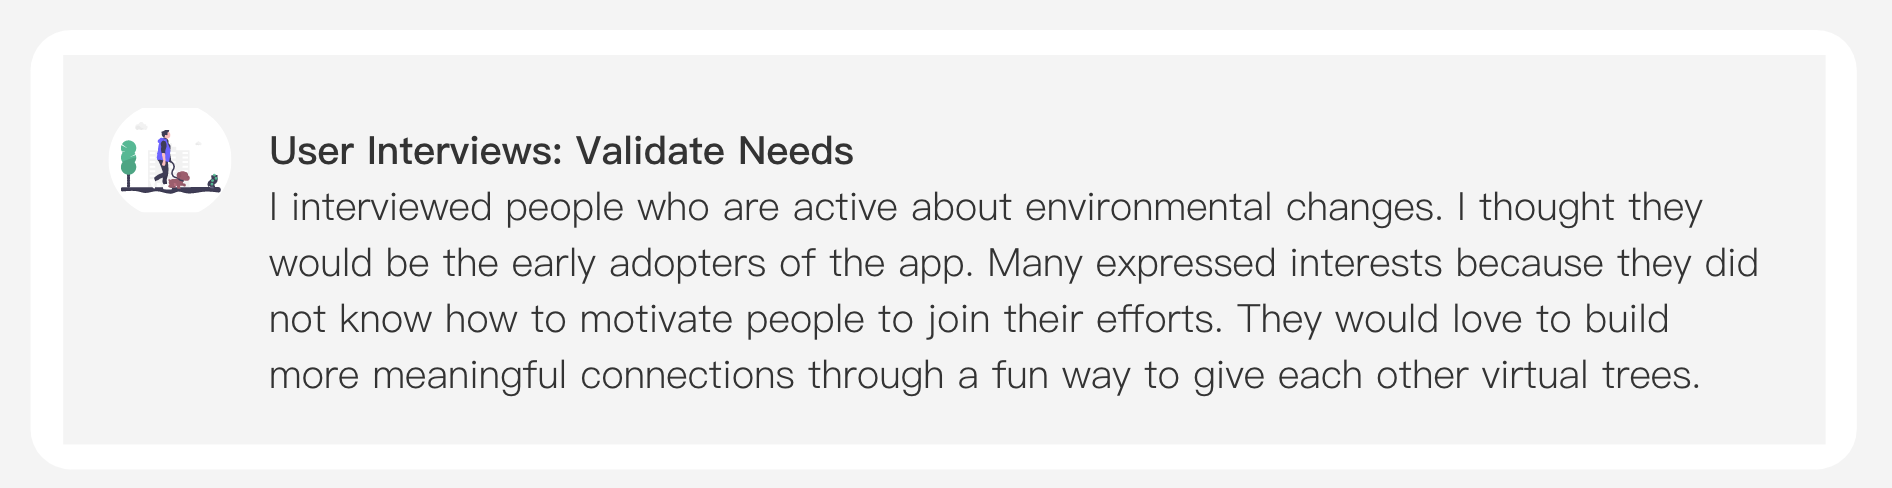 User Interviews: Validate Needs
I interviewed people who are active about environmental changes. I thought they
would be the early adopters of the app. Many expressed interests because they did
not know how to motivate people to join their efforts. They would love to build
more meaningful connections through a fun way to give each other virtual trees.